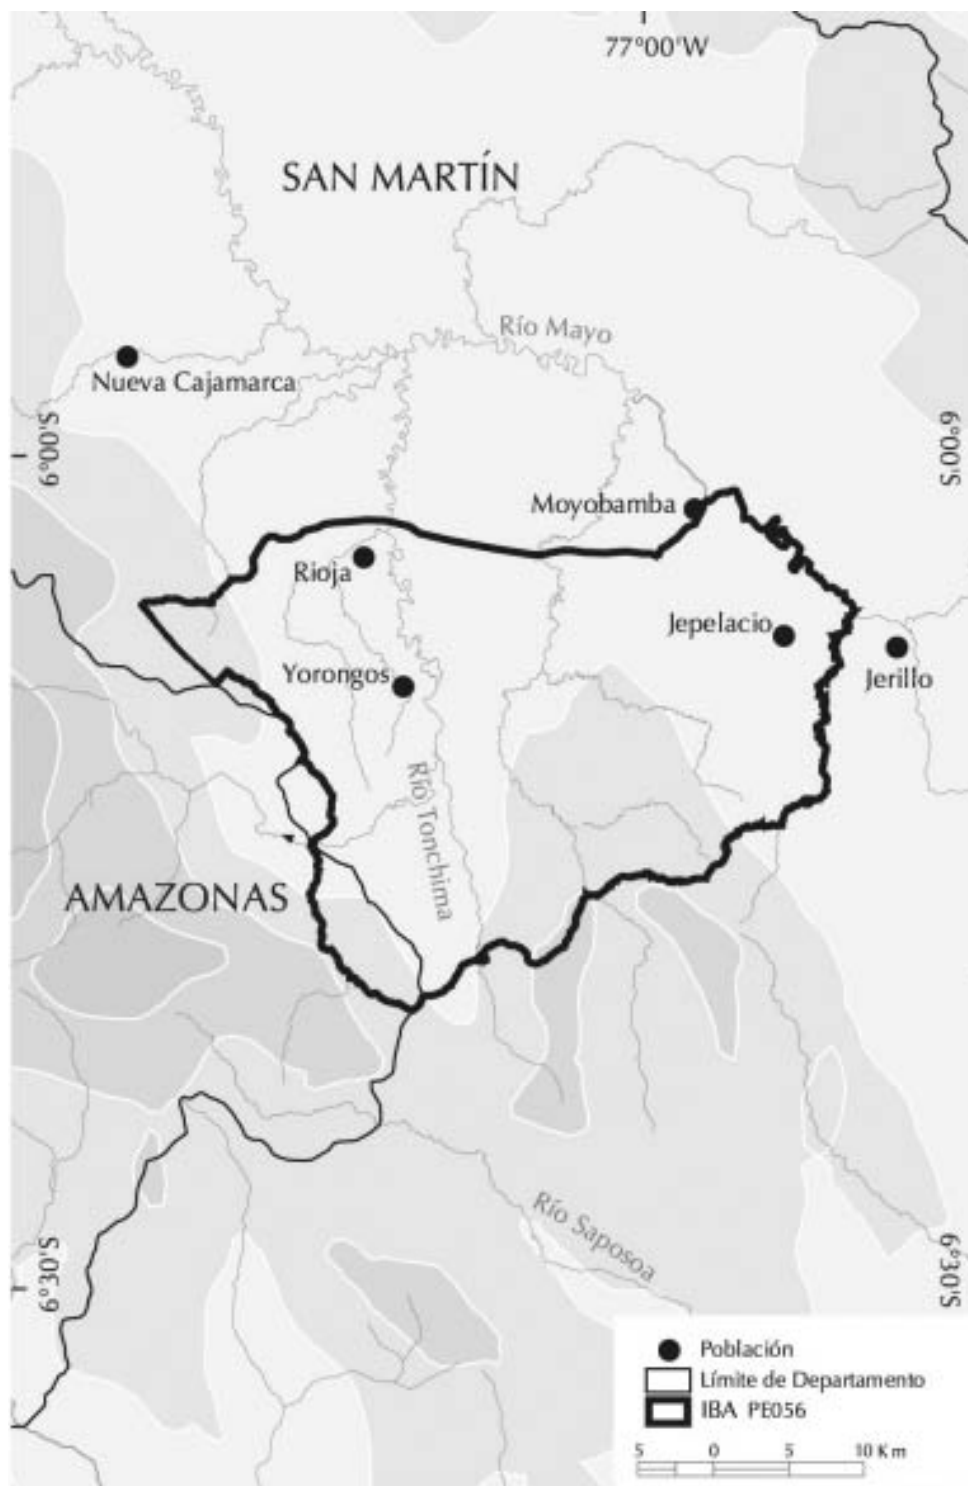 77°00'W
SAN MARTÍN
Río Mayo
Nueva Cajamarca
6°00'S
6°00'S
Moyobamba
Rioja
Jepelacio
Yorongos
Jerillo
Río Tonchima
AMAZONAS
Río Saposoa
6°30'S
6°30'S
Población
Límite de Departamento
IBA PE056
5 0 5 10 Km